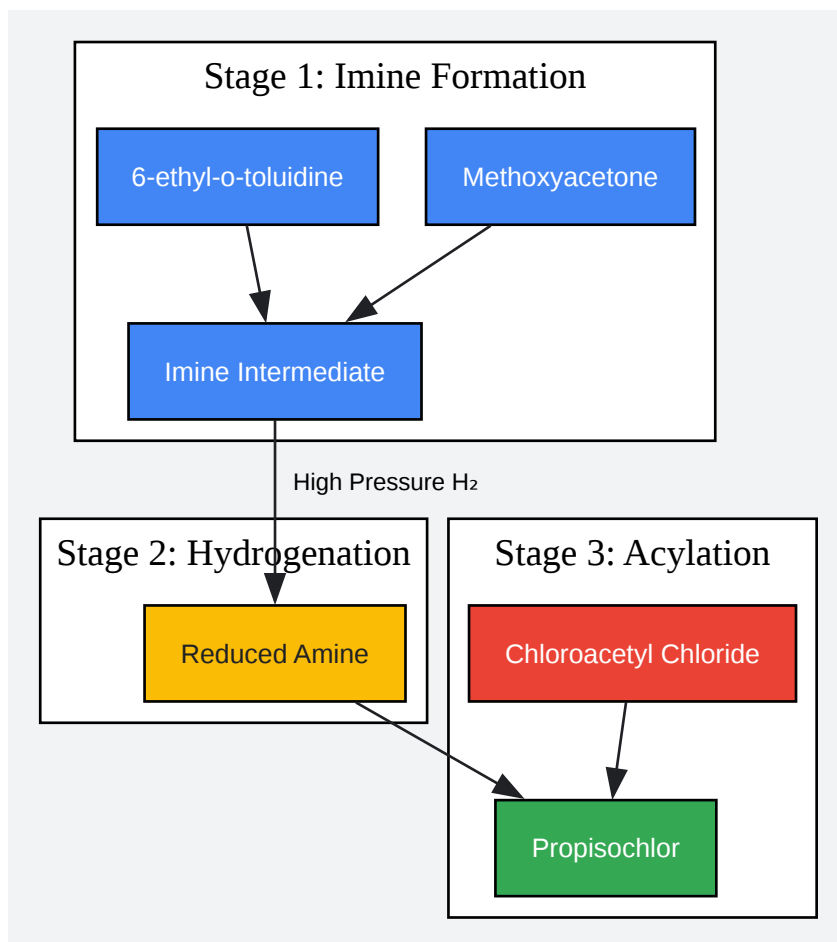 Stage 1: Imine Formation
6-ethyl-o-toluidine
Methoxyacetone
Imine Intermediate
High Pressure H₂
Stage 2: Hydrogenation
Reduced Amine
Stage 3: Acylation
Chloroacetyl Chloride
Propisochlor